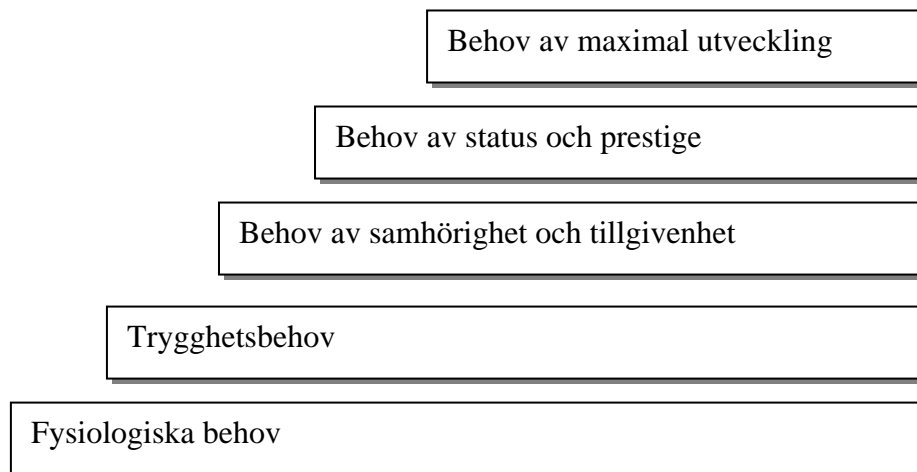 Behov av maximal utveckling
Behov av status och prestige
Behov av samhörighet och tillgivenhet
Trygghetsbehov
Fysiologiska behov